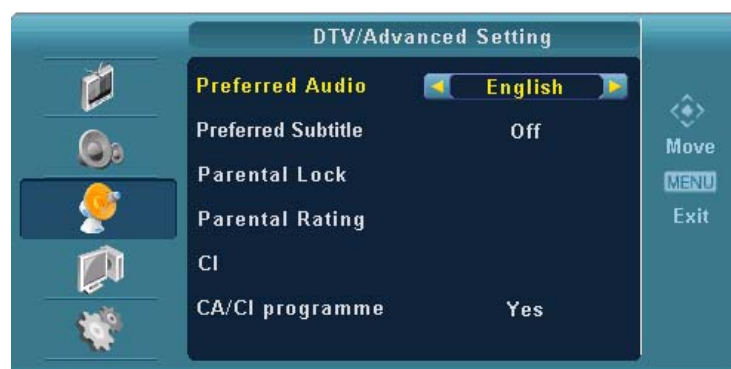 DTV/Advanced Setting
Preferred Audio English
Preferred Subtitle Off
Parental Lock
Parental Rating
CI
CA/CI programme Yes
Move
MENU
Exit